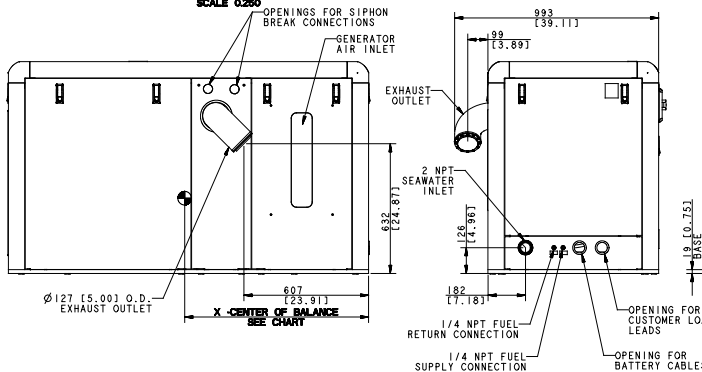 SCALE 0.250
OPENINGS FOR SIPHON
BREAK CONNECTIONS
GENERATOR
AIR INLET
632
[24.87]
607
[23.91]
X -CENTER OF BALANCE
SEE CHART
Ø127 [5.00] O.D.
EXHAUST OUTLET
993
[39.11]
99
[3.89]
EXHAUST
OUTLET
2 NPT
SEAWATER
INLET
126
[4.96]
19 [0.75]
BASE
182
[7.18]
1/4 NPT FUEL
RETURN CONNECTION
1/4 NPT FUEL
SUPPLY CONNECTION
OPENING FOR
CUSTOMER LOA
LEADS
OPENING FOR
BATTERY CABLES